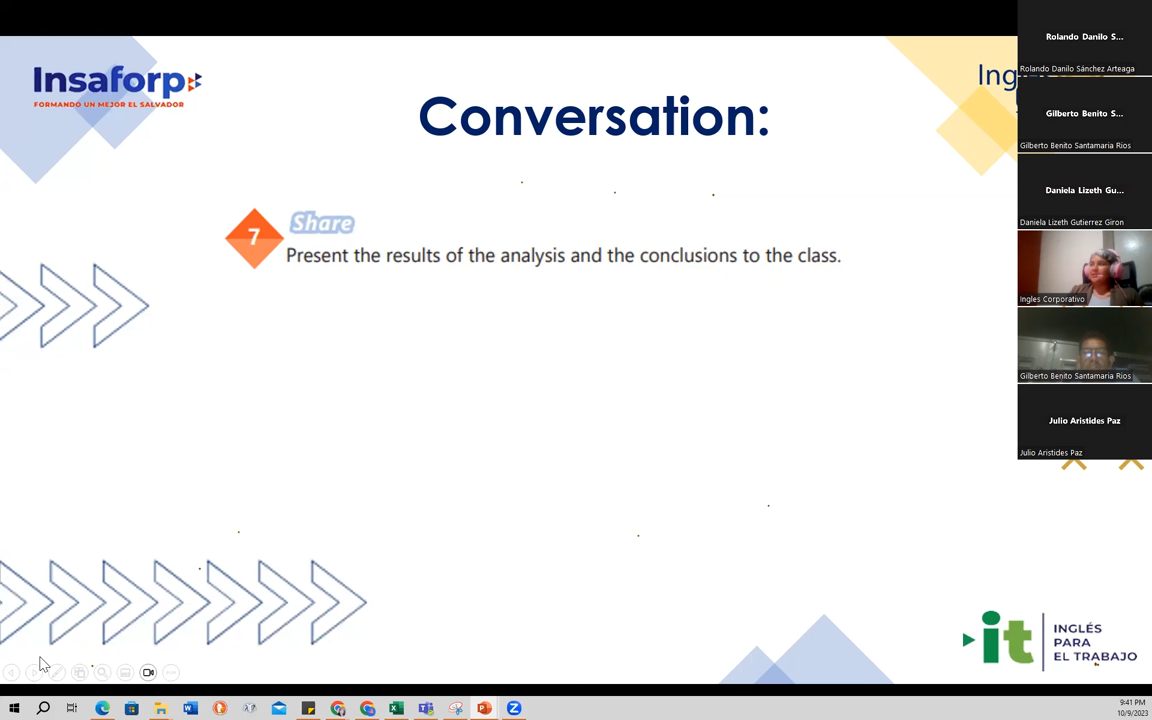 Insaforp
FORMANDO UN MEJOR EL SALVADOR
Conversation:
7
Share
Present the results of the analysis and the conclusions to the class.
Rolando Danilo S...
Rolando Danilo Sánchez Arteaga
Gilberto Benito S...
Gilberto Benito Santamaria Rios
Daniela Lizeth Gu...
Daniela Lizeth Gutierrez Giron
Ingles Corporativo
Gilberto Benito Santamaria Rios
Julio Aristides Paz
Julio Aristides Paz
it
INGLÉS
PARA
EL TRABAJO
9:41 PM
10/9/2023